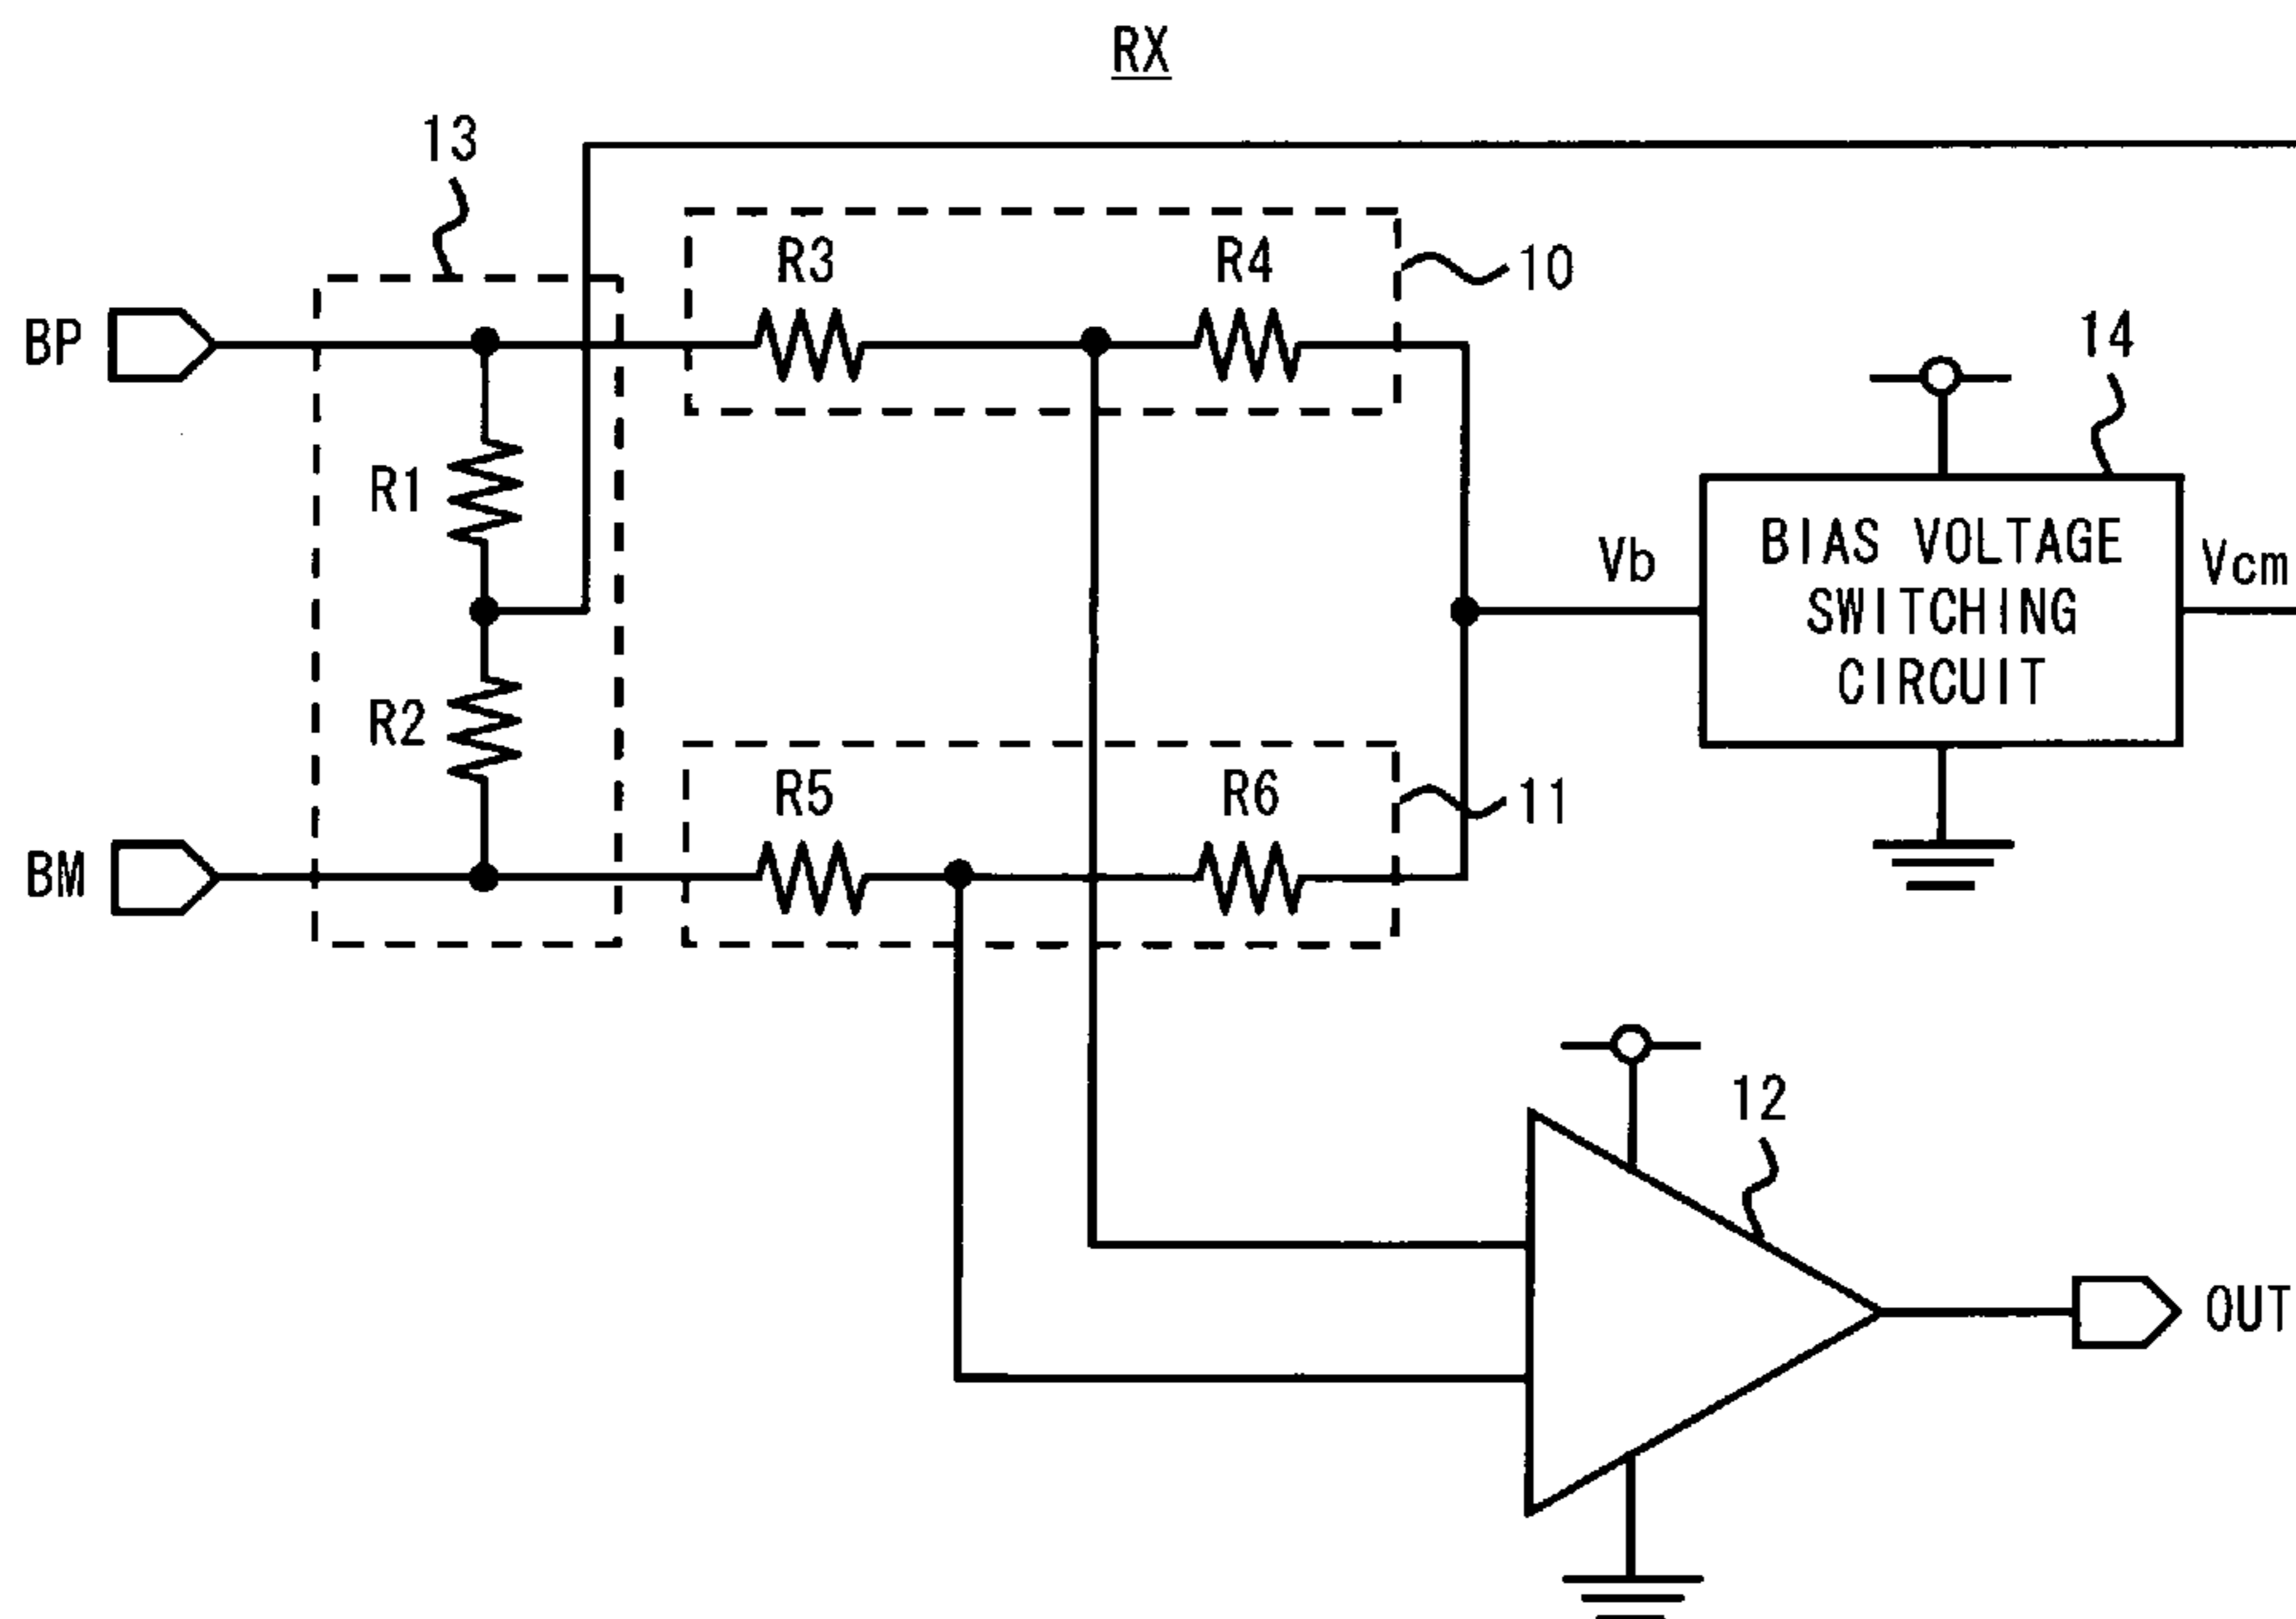 RX
13
R3
R4
10
BP
14
R1
Vb
BIAS VOLTAGE
SWITCHING
CIRCUIT
Vcm
R2
R5
R6
11
BM
12
OUT